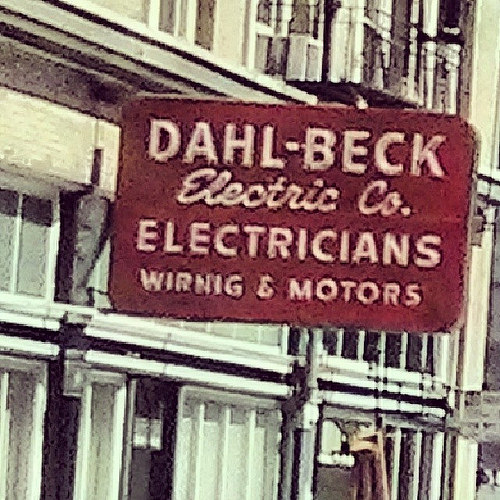 DAHL-BECK
Electric Co.
ELECTRICIANS
WIRNIG & MOTORS